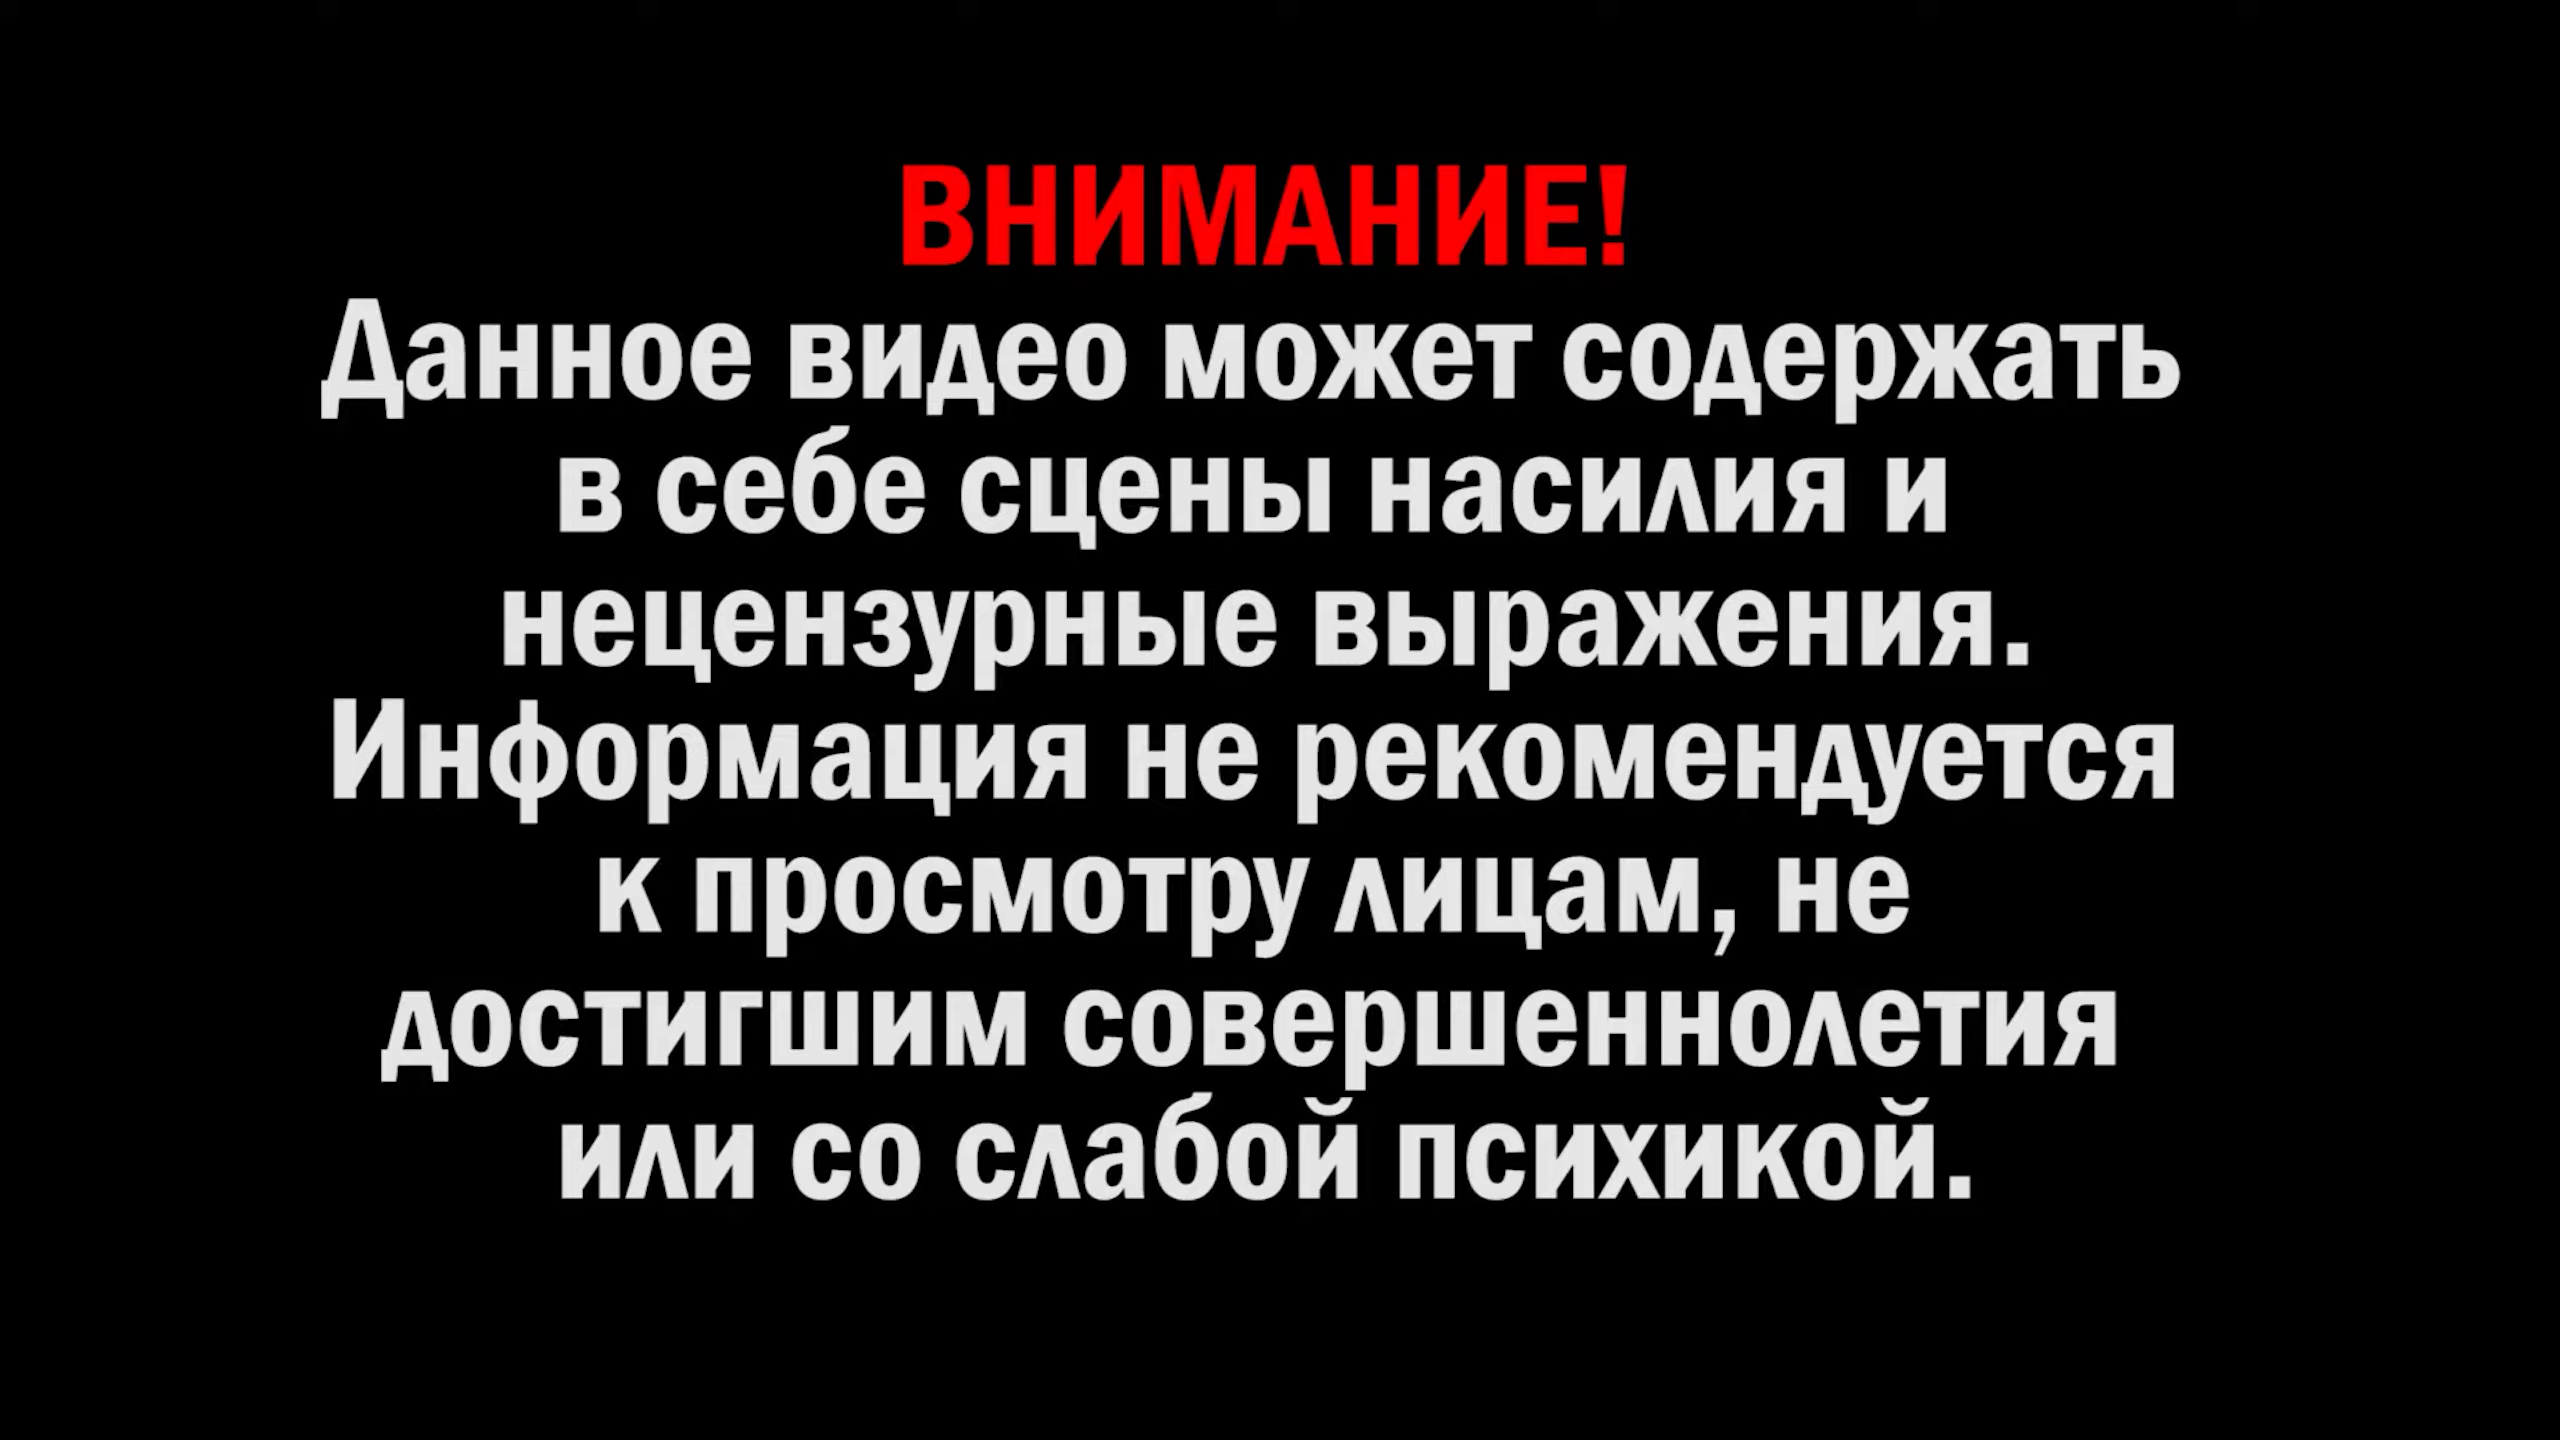 ВНИМАНИЕ!
Данное видео может содержать
в себе сцены насилия и
нецензурные выражения.
Информация не рекомендуется
к просмотру лицам, не
достигшим совершеннолетия
или со слабой психикой.